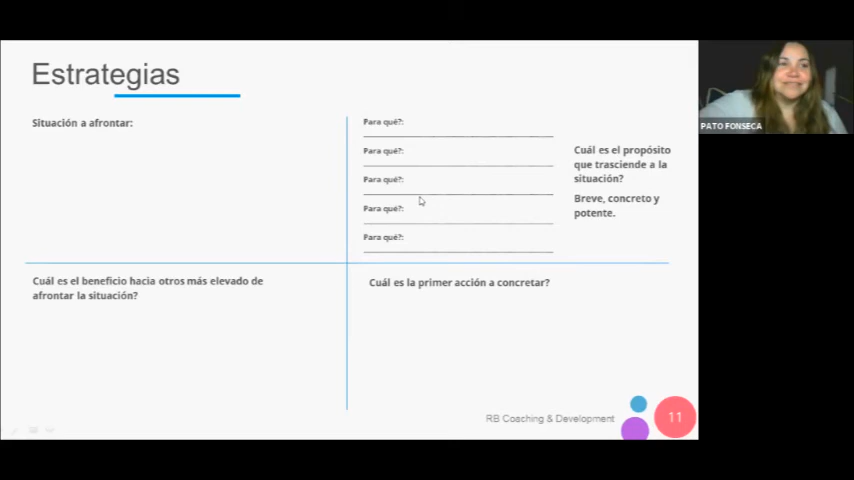 Estrategias
Situación a afrontar:
Para qué?:
Para qué?:
Para qué?:
Para qué?:
Para qué?:
Cuál es el propósito
que trasciende a la
situación?
Breve, concreto y
potente.
Cuál es el beneficio hacia otros más elevado de
afrontar la situación?
Cuál es la primer acción a concretar?
RB Coaching & Development
11
PATO FONSECA